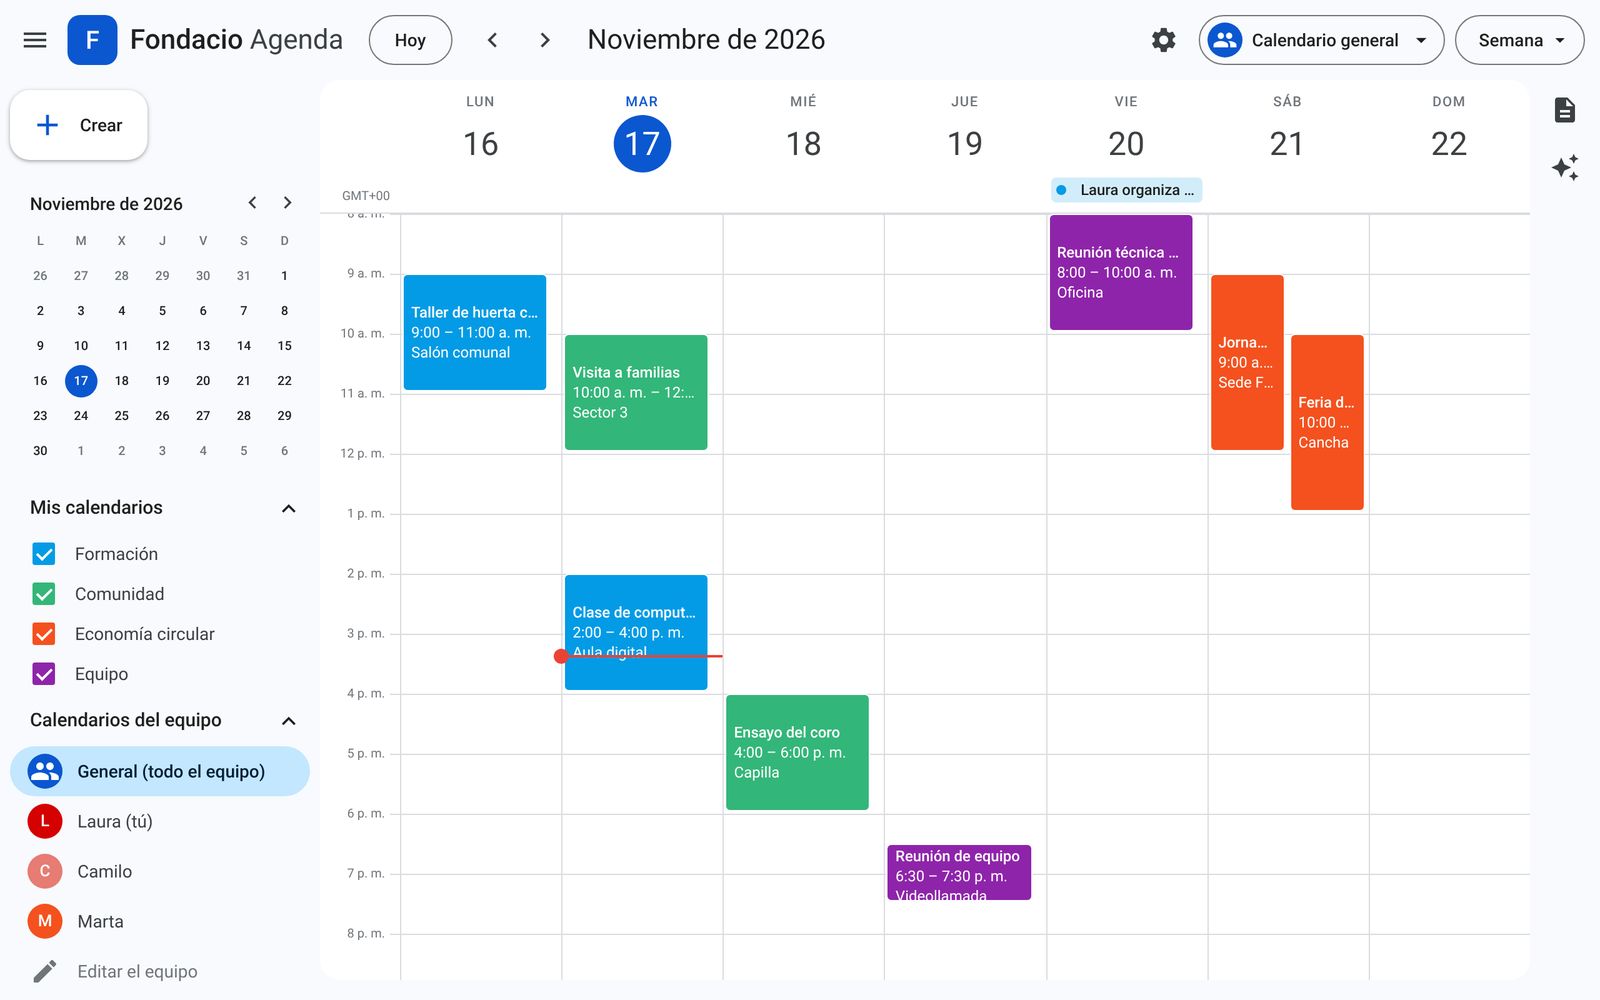 F Fondacio Agenda Hoy Noviembre de 2026 Calendario general Semana
Crear
Noviembre de 2026
L M X J V S D
26 27 28 29 30 31 1
2 3 4 5 6 7 8
9 10 11 12 13 14 15
16 17 18 19 20 21 22
23 24 25 26 27 28 29
30 1 2 3 4 5 6
Mis calendarios
Formación
Comunidad
Economía circular
Equipo
Calendarios del equipo
General (todo el equipo)
L Laura (tú)
C Camilo
M Marta
Editar el equipo
LUN MAR MIÉ JUE VIE SÁB DOM
16 17 18 19 20 21 22
GMT+00
Laura organiza ...
8 a. m.
9 a. m.
10 a. m.
11 a. m.
12 p. m.
1 p. m.
2 p. m.
3 p. m.
4 p. m.
5 p. m.
6 p. m.
7 p. m.
8 p. m.
Taller de huerta c...
9:00 – 11:00 a. m.
Salón comunal
Visita a familias
10:00 a. m. – 12:...
Sector 3
Clase de comput...
2:00 – 4:00 p. m.
Aula digital
Ensayo del coro
4:00 – 6:00 p. m.
Capilla
Reunión de equipo
6:30 – 7:30 p. m.
Videollamada
Reunión técnica ...
8:00 – 10:00 a. m.
Oficina
Jorna...
9:00 a....
Sede F...
Feria d...
10:00 ...
Cancha